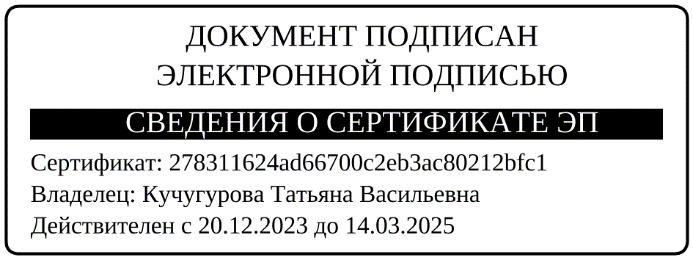 ДОКУМЕНТ ПОДПИСАН
ЭЛЕКТРОННОЙ ПОДПИСЬЮ
СВЕДЕНИЯ О СЕРТИФИКАТЕ ЭП
Сертификат: 278311624ad66700c2eb3ac80212bfc1
Владелец: Кучугурова Татьяна Васильевна
Действителен с 20.12.2023 до 14.03.2025